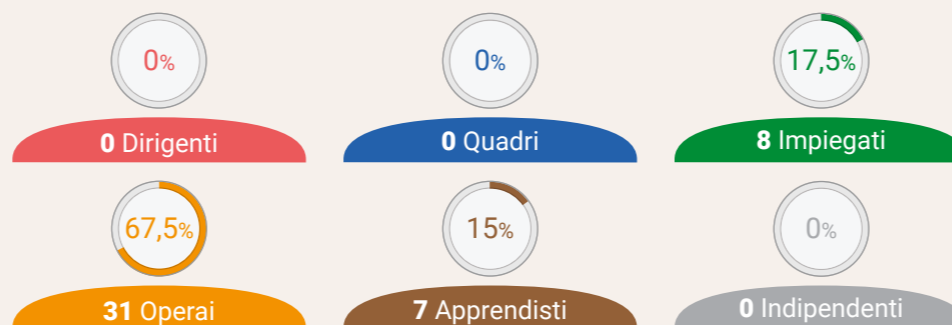 0%
0%
17,5%
0 Dirigenti
0 Quadri
8 Impiegati
67,5%
15%
0%
31 Operai
7 Apprendisti
0 Indipendenti